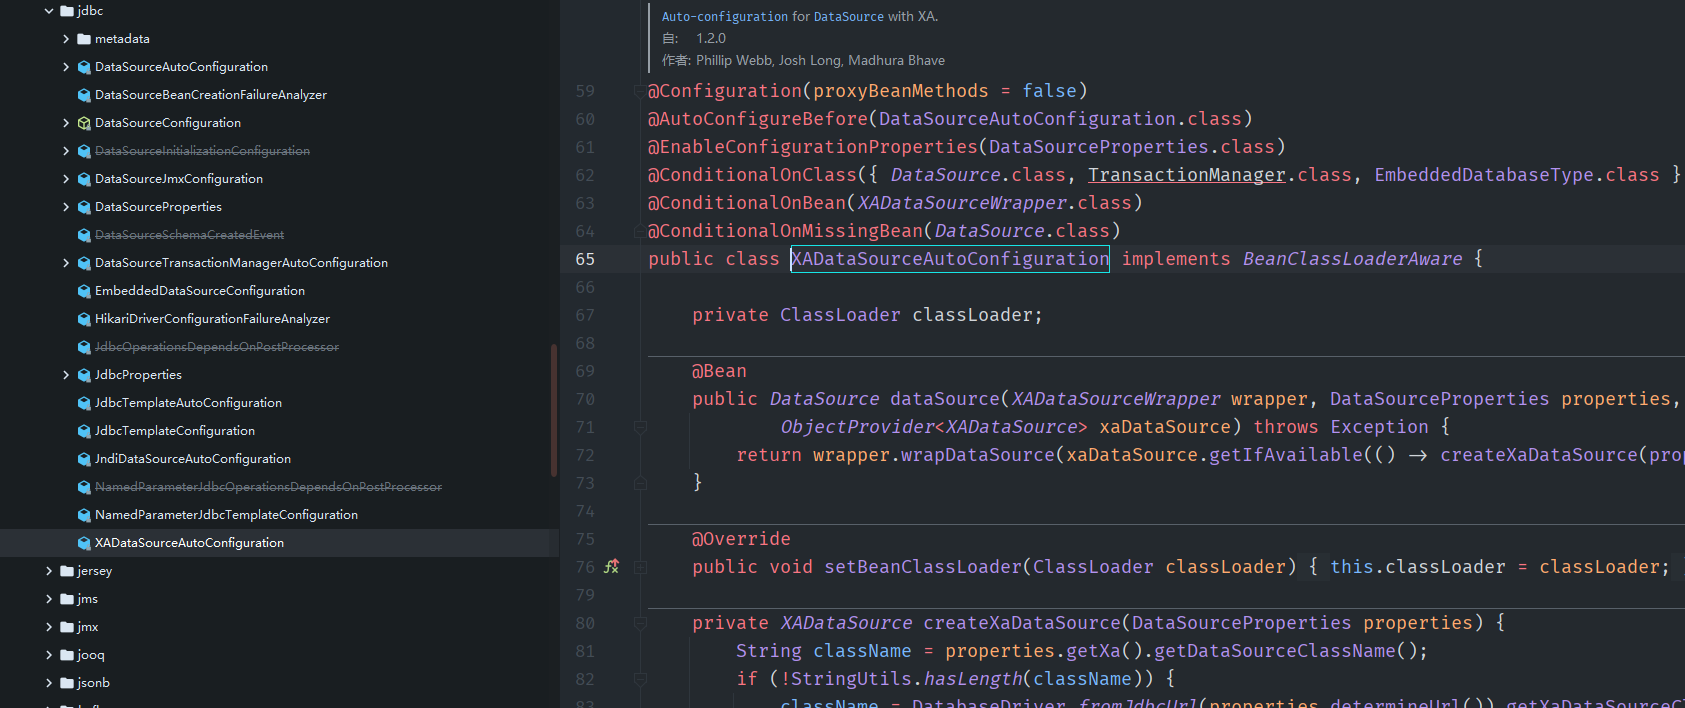 jdbc
metadata
DataSourceAutoConfiguration
DataSourceBeanCreationFailureAnalyzer
DataSourceConfiguration
DataSourceInitializationConfiguration
DataSourceJmxConfiguration
DataSourceProperties
DataSourceSchemaCreatedEvent
DataSourceTransactionManagerAutoConfiguration
EmbeddedDataSourceConfiguration
HikariDriverConfigurationFailureAnalyzer
JdbcOperationsDependsOnPostProcessor
JdbcProperties
JdbcTemplateAutoConfiguration
JdbcTemplateConfiguration
JndiDataSourceAutoConfiguration
NamedParameterJdbcOperationsDependsOnPostProcessor
NamedParameterJdbcTemplateConfiguration
XADataSourceAutoConfiguration
jersey
jms
jmx
jooq
jsonb
Auto-configuration for DataSource with XA.
自: 1.2.0
作者: Phillip Webb, Josh Long, Madhura Bhave
59 @Configuration(proxyBeanMethods = false)
60 @AutoConfigureBefore(DataSourceAutoConfiguration.class)
61 @EnableConfigurationProperties(DataSourceProperties.class)
62 @ConditionalOnClass({ DataSource.class, TransactionManager.class, EmbeddedDatabaseType.class }
63 @ConditionalOnBean(XADataSourceWrapper.class)
64 @ConditionalOnMissingBean(DataSource.class)
65 public class XADataSourceAutoConfiguration implements BeanClassLoaderAware {
66
67 private ClassLoader classLoader;
68
69 @Bean
70 public DataSource dataSource(XADataSourceWrapper wrapper, DataSourceProperties properties,
71 ObjectProvider<XADataSource> xaDataSource) throws Exception {
72 return wrapper.wrapDataSource(xaDataSource.getIfAvailable(() → createXaDataSource(prop
73 }
74
75 @Override
76 public void setBeanClassLoader(ClassLoader classLoader) { this.classLoader = classLoader;
79
80 private XADataSource createXaDataSource(DataSourceProperties properties) {
81 String className = properties.getXa().getDataSourceClassName();
82 if (!StringUtils.hasLength(className)) {
83 className = DatabaseDriver.fromJdbcUrl(properties.determineUrl()).getXaDataSourceCl